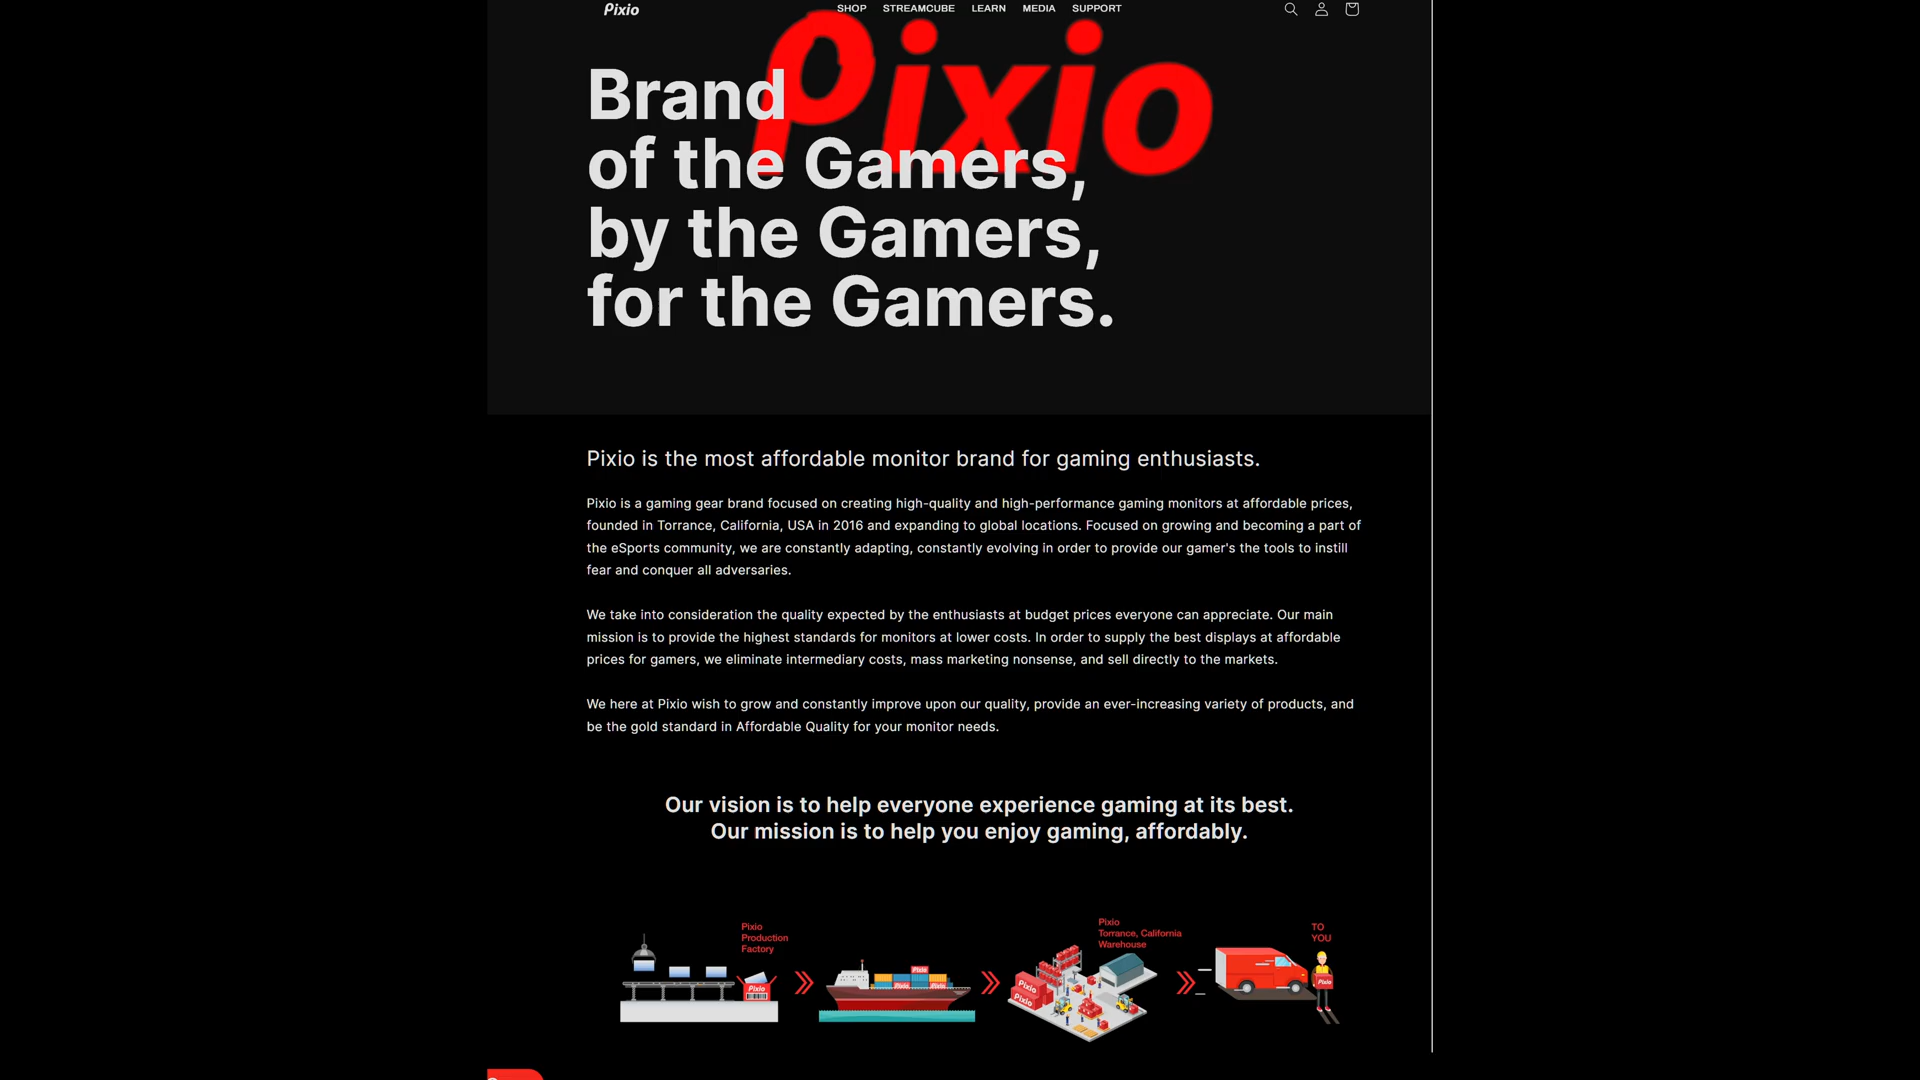 Pixio
SHOP STREAMCUBE LEARN MEDIA SUPPORT
Pixio
Brand
of the Gamers,
by the Gamers,
for the Gamers.
Pixio is the most affordable monitor brand for gaming enthusiasts.
Pixio is a gaming gear brand focused on creating high-quality and high-performance gaming monitors at affordable prices,
founded in Torrance, California, USA in 2016 and expanding to global locations. Focused on growing and becoming a part of
the eSports community, we are constantly adapting, constantly evolving in order to provide our gamer's the tools to instill
fear and conquer all adversaries.
We take into consideration the quality expected by the enthusiasts at budget prices everyone can appreciate. Our main
mission is to provide the highest standards for monitors at lower costs. In order to supply the best displays at affordable
prices for gamers, we eliminate intermediary costs, mass marketing nonsense, and sell directly to the markets.
We here at Pixio wish to grow and constantly improve upon our quality, provide an ever-increasing variety of products, and
be the gold standard in Affordable Quality for your monitor needs.
Our vision is to help everyone experience gaming at its best.
Our mission is to help you enjoy gaming, affordably.
Pixio
Production
Factory
Pixio
Pixio
Pixio
Pixio
Pixio
Torrance, California
Warehouse
Pixio
Pixio
TO
YOU
Pixio